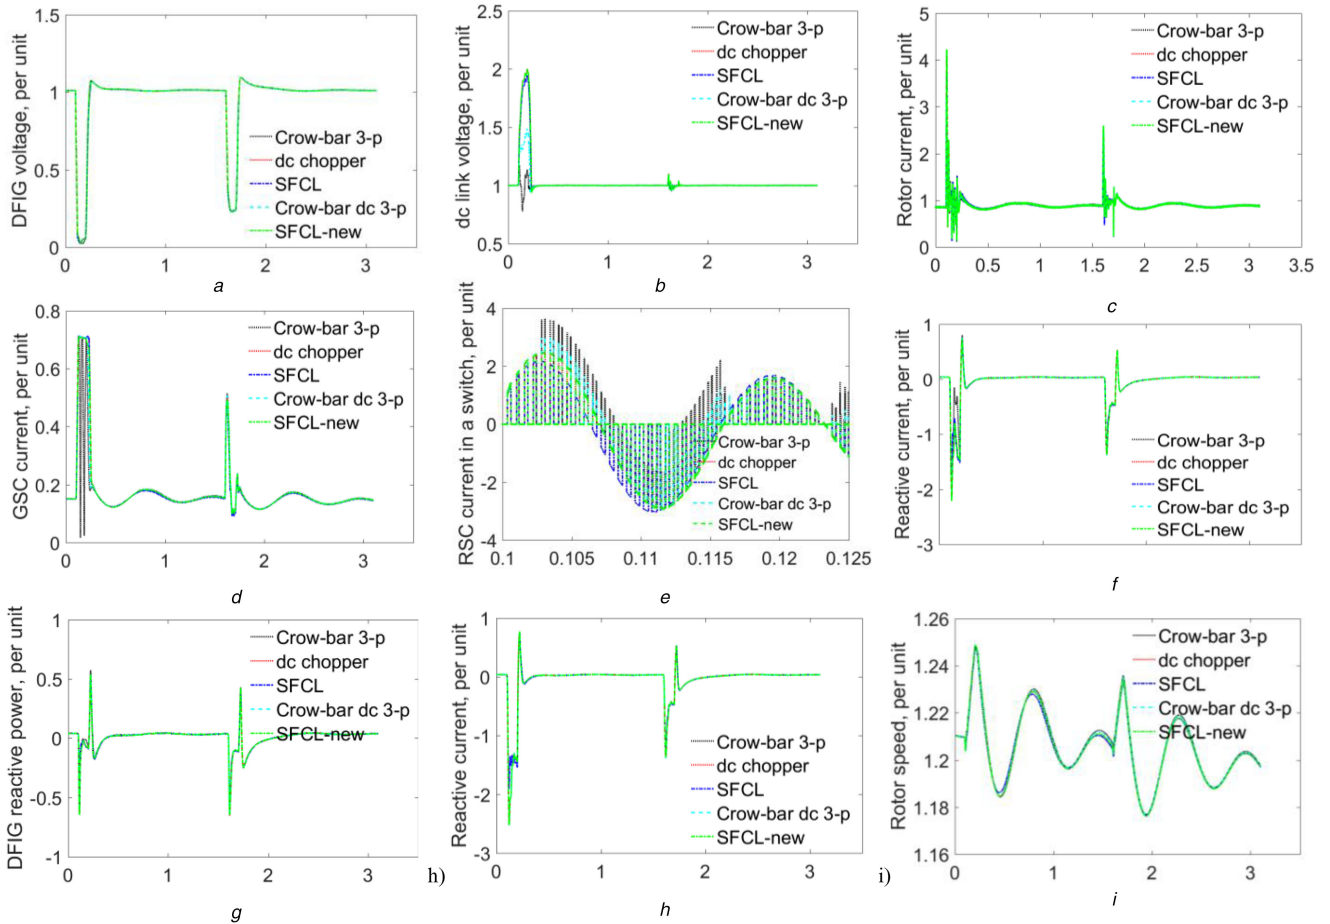 DFIG voltage, per unit
1.5
1
0.5
0
0
1
2
3
Crow-bar 3-p
dc chopper
SFCL
Crow-bar dc 3-p
SFCL-new
a
dc link voltage, per unit
2.5
2
1.5
1
0.5
0
1
2
3
Crow-bar 3-p
dc chopper
SFCL
Crow-bar dc 3-p
SFCL-new
b
Rotor current, per unit
5
4
3
2
1
0
0
0.5
1
1.5
2
2.5
3
3.5
Crow-bar 3-p
dc chopper
SFCL
Crow-bar dc 3-p
SFCL-new
c
GSC current, per unit
0.8
0.6
0.4
0.2
0
0
1
2
3
Crow-bar 3-p
dc chopper
SFCL
Crow-bar dc 3-p
SFCL-new
d
RSC current in a switch, per unit
4
2
0
-2
-4
0.1
0.105
0.11
0.115
0.12
0.125
Crow-bar 3-p
dc chopper
SFCL
Crow-bar dc 3-p
SFCL-new
e
Reactive current, per unit
1
0
-1
-2
-3
Crow-bar 3-p
dc chopper
SFCL
Crow-bar dc 3-p
SFCL-new
f
DFIG reactive power, per unit
1
0.5
0
-0.5
-1
0
1
2
3
Crow-bar 3-p
dc chopper
SFCL
Crow-bar dc 3-p
SFCL-new
g
h)
Reactive current, per unit
1
0
-1
-2
-3
0
1
2
3
Crow-bar 3-p
dc chopper
SFCL
Crow-bar dc 3-p
SFCL-new
h
i)
Rotor speed, per unit
1.26
1.24
1.22
1.2
1.18
1.16
0
1
2
3
Crow-bar 3-p
dc chopper
SFCL
Crow-bar dc 3-p
SFCL-new
i